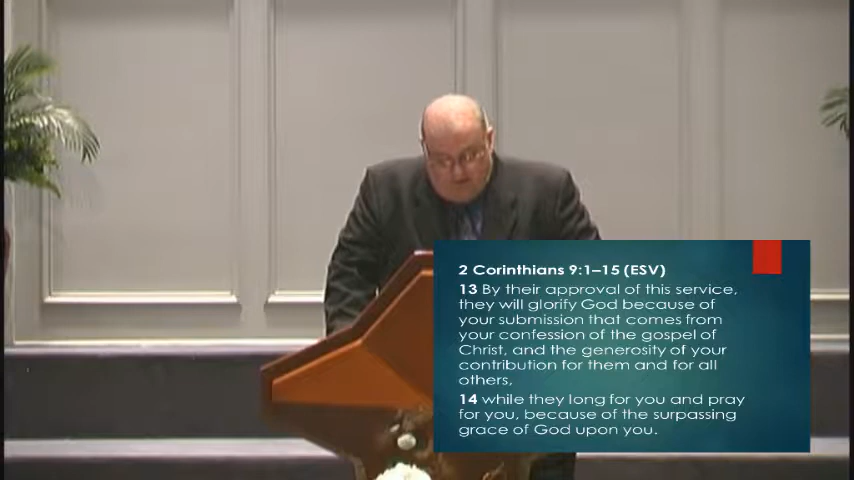 2 Corinthians 9:1–15 (ESV)
13 By their approval of this service,
they will glorify God because of
your submission that comes from
your confession of the gospel of
Christ, and the generosity of your
contribution for them and for all
others,
14 while they long for you and pray
for you, because of the surpassing
grace of God upon you.